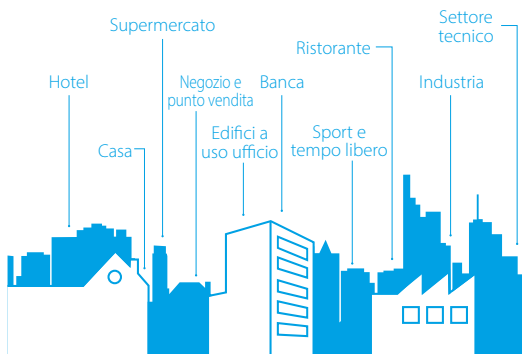 Settore
tecnico
Supermercato
Ristorante
Hotel
Negozio e
punto vendita
Banca
Industria
Edifici a
uso ufficio
Sport e
tempo libero
Casa